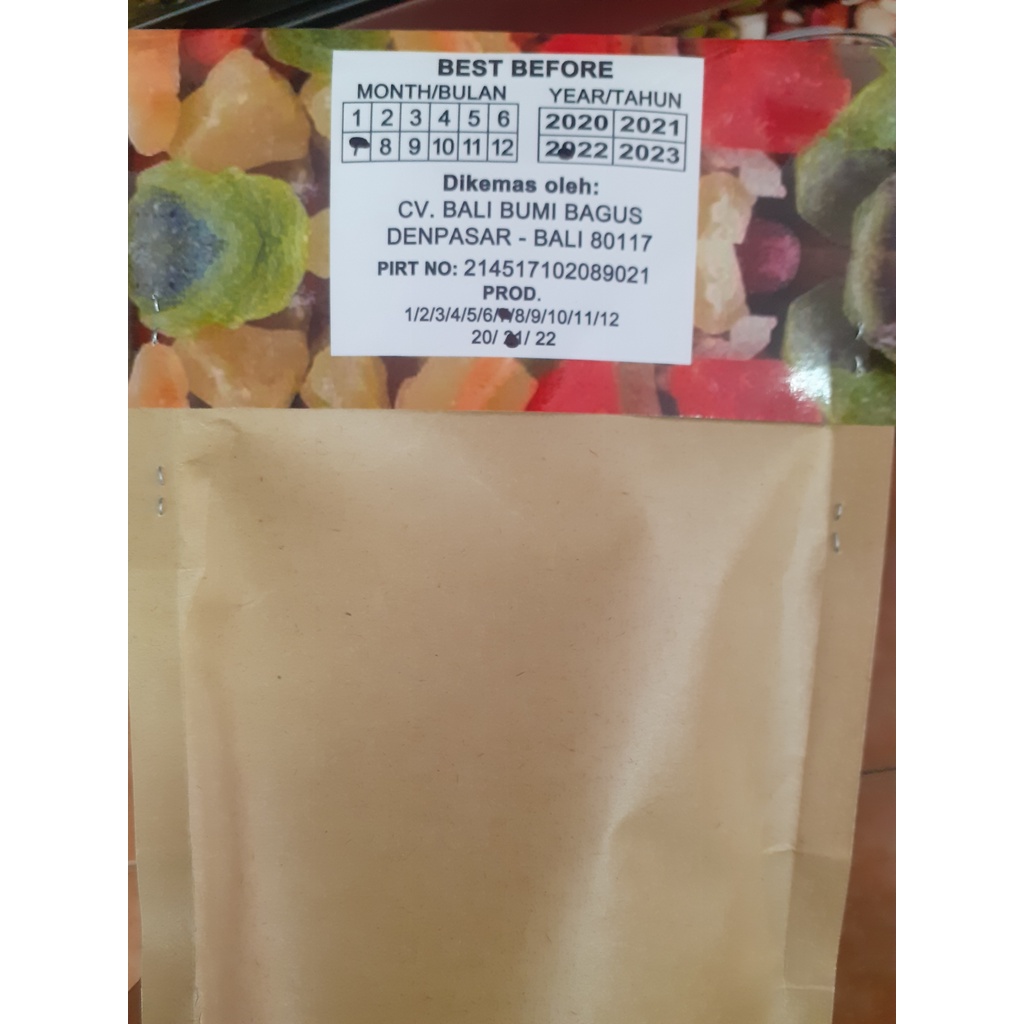 BEST BEFORE
MONTH/BULAN YEAR/TAHUN
1 2 3 4 5 6 2020 2021
8 9 10 11 12 2022 2023
Dikemas oleh:
CV. BALI BUMI BAGUS
DENPASAR - BALI 80117
PIRT NO: 214517102089021
PROD.
1/2/3/4/5/6/7/8/9/10/11/12
20/ 21/ 22